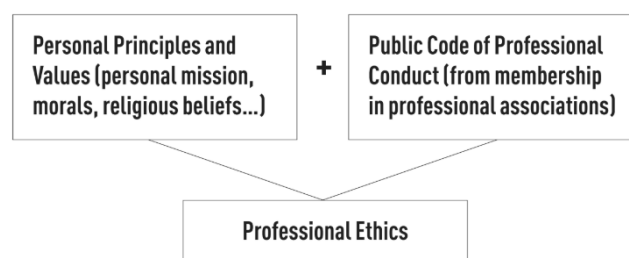 Personal Principles and
Values (personal mission,
morals, religious beliefs...)
+
Public Code of Professional
Conduct (from membership
in professional associations)
Professional Ethics